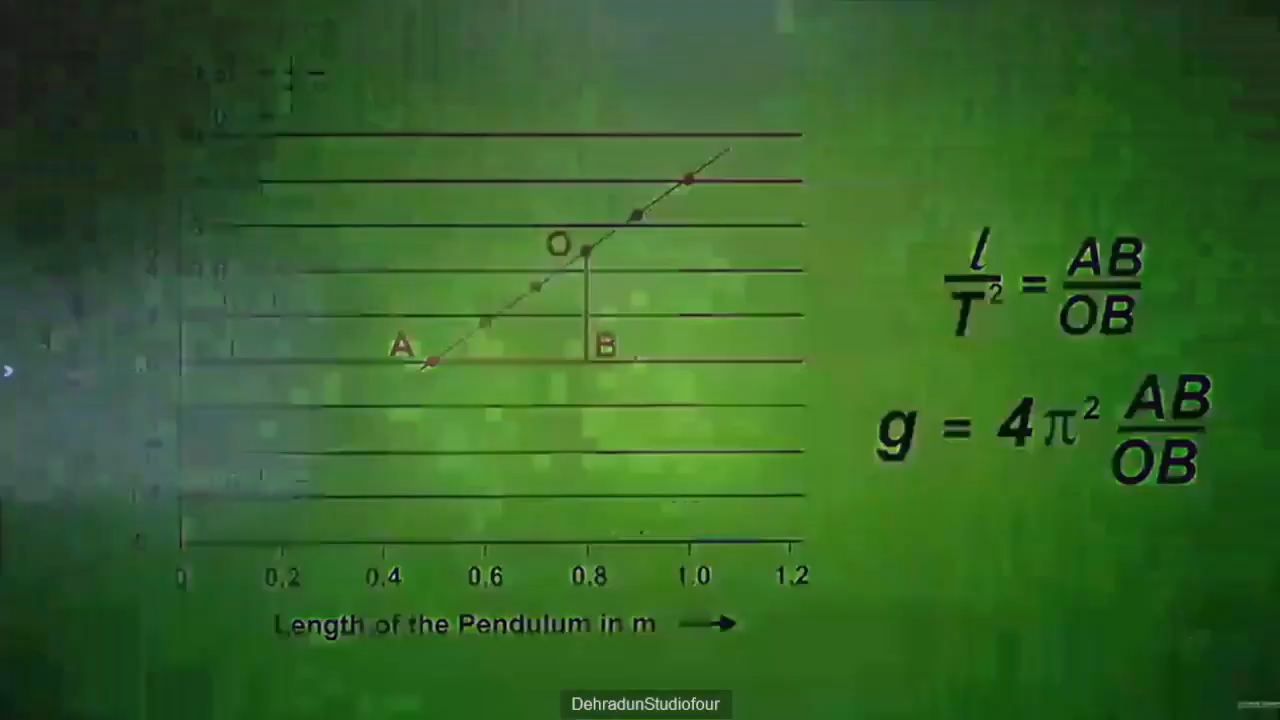 O
A
B
l/T² = AB/OB
g = 4π² AB/OB
0 0.2 0.4 0.6 0.8 1.0 1.2
Length of the Pendulum in m
DehradunStudiofour